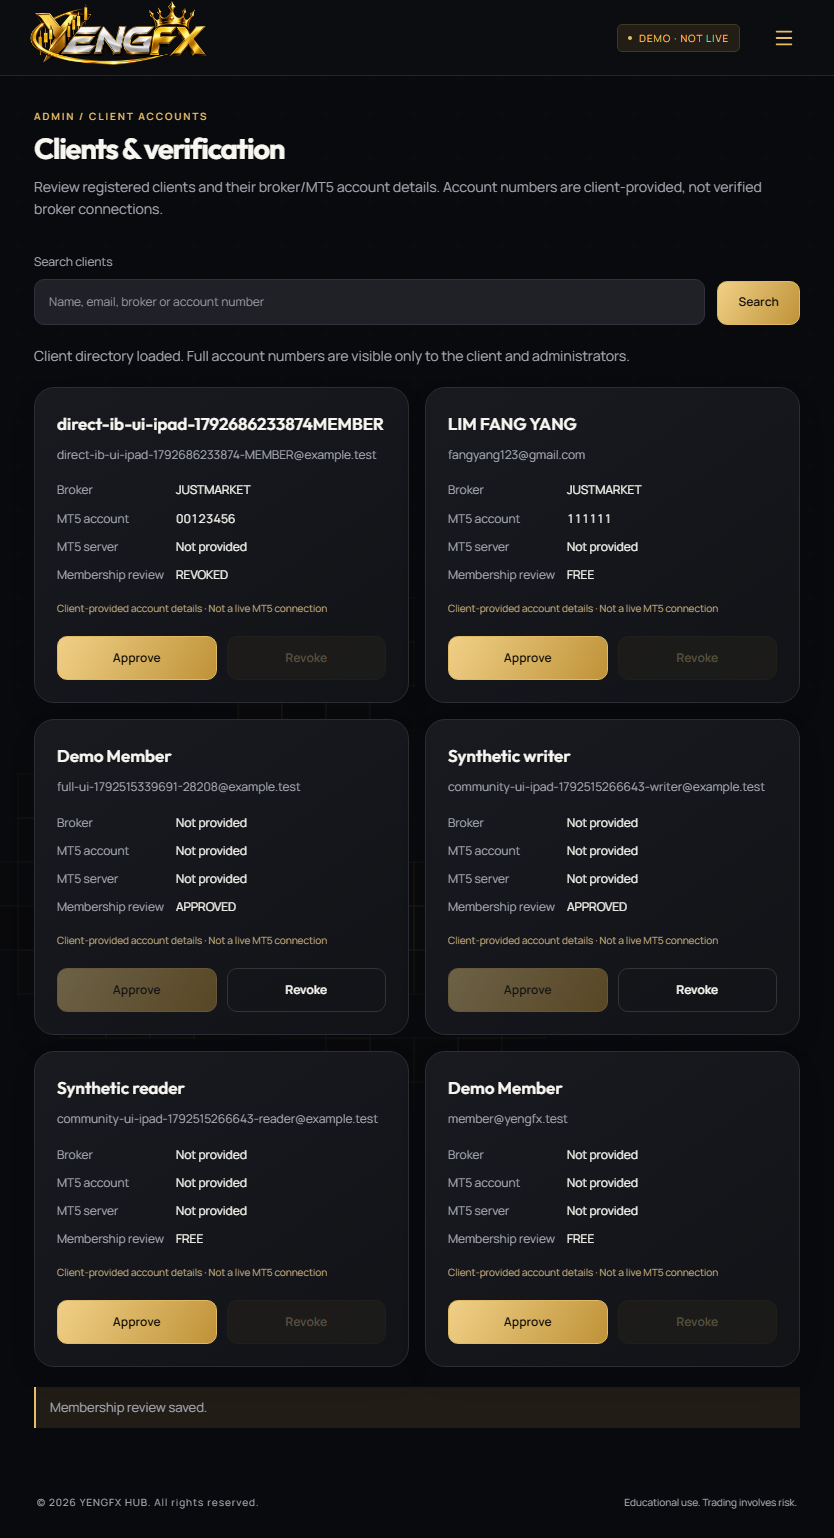 YENGFX
DEMO · NOT LIVE
ADMIN / CLIENT ACCOUNTS
Clients & verification
Review registered clients and their broker/MT5 account details. Account numbers are client-provided, not verified
broker connections.
Search clients
Name, email, broker or account number
Search
Client directory loaded. Full account numbers are visible only to the client and administrators.
direct-ib-ui-ipad-1792686233874MEMBER
direct-ib-ui-ipad-1792686233874-MEMBER@example.test
Broker JUSTMARKET
MT5 account 00123456
MT5 server Not provided
Membership review REVOKED
Client-provided account details · Not a live MT5 connection
Approve Revoke
LIM FANG YANG
fangyang123@gmail.com
Broker JUSTMARKET
MT5 account 111111
MT5 server Not provided
Membership review FREE
Client-provided account details · Not a live MT5 connection
Approve Revoke
Demo Member
full-ui-1792515339691-28208@example.test
Broker Not provided
MT5 account Not provided
MT5 server Not provided
Membership review APPROVED
Client-provided account details · Not a live MT5 connection
Approve Revoke
Synthetic writer
community-ui-ipad-1792515266643-writer@example.test
Broker Not provided
MT5 account Not provided
MT5 server Not provided
Membership review APPROVED
Client-provided account details · Not a live MT5 connection
Approve Revoke
Synthetic reader
community-ui-ipad-1792515266643-reader@example.test
Broker Not provided
MT5 account Not provided
MT5 server Not provided
Membership review FREE
Client-provided account details · Not a live MT5 connection
Approve Revoke
Demo Member
member@yengfx.test
Broker Not provided
MT5 account Not provided
MT5 server Not provided
Membership review FREE
Client-provided account details · Not a live MT5 connection
Approve Revoke
Membership review saved.
© 2026 YENGFX HUB. All rights reserved.
Educational use. Trading involves risk.